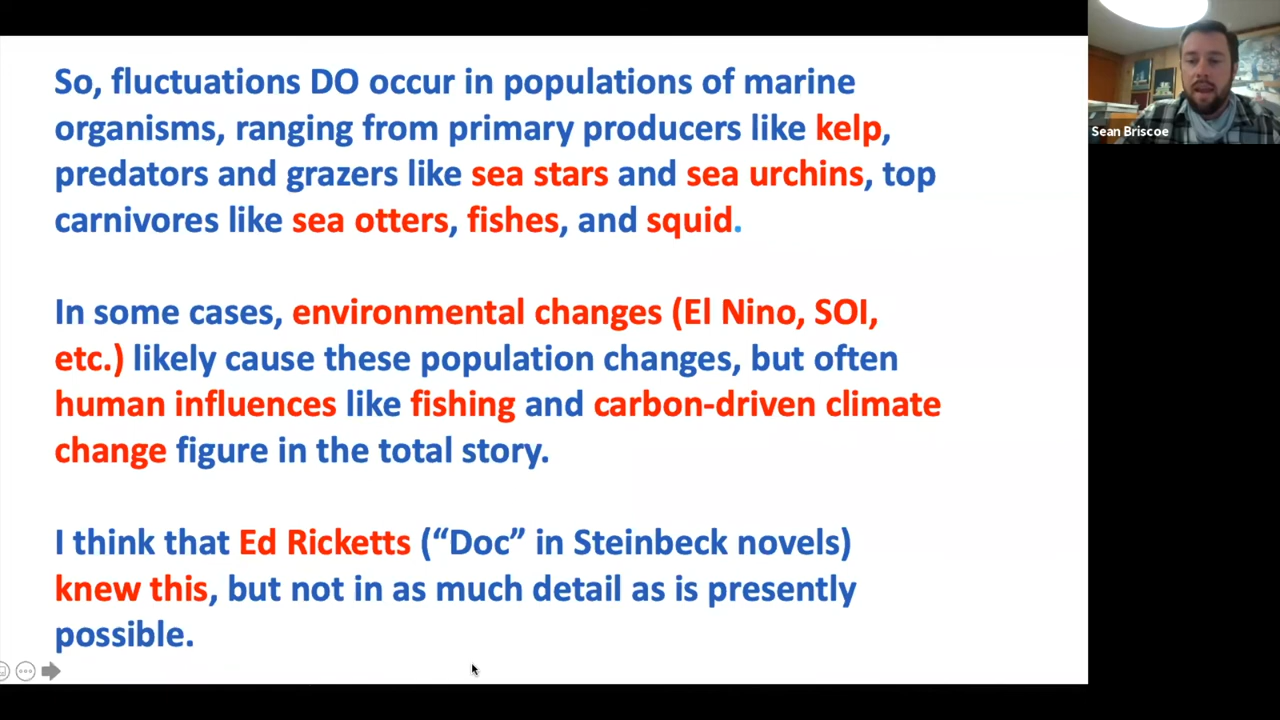 So, fluctuations DO occur in populations of marine
organisms, ranging from primary producers like kelp,
predators and grazers like sea stars and sea urchins, top
carnivores like sea otters, fishes, and squid.
In some cases, environmental changes (El Nino, SOI,
etc.) likely cause these population changes, but often
human influences like fishing and carbon-driven climate
change figure in the total story.
I think that Ed Ricketts (“Doc” in Steinbeck novels)
knew this, but not in as much detail as is presently
possible.
Sean Briscoe